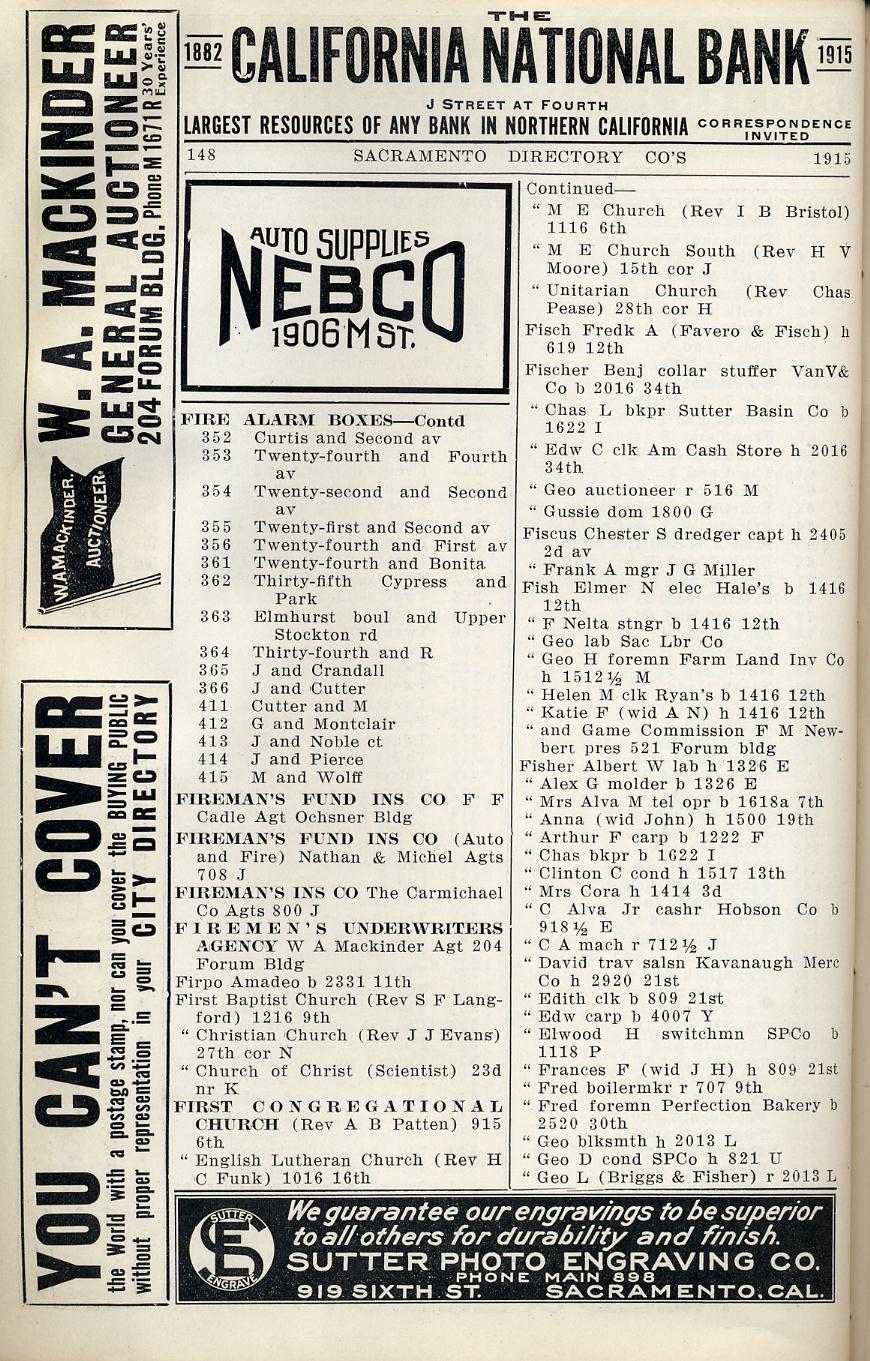 THE
1882 CALIFORNIA NATIONAL BANK 1915
J STREET AT FOURTH
LARGEST RESOURCES OF ANY BANK IN NORTHERN CALIFORNIA CORRESPONDENCE
INVITED
148 SACRAMENTO DIRECTORY CO'S 1915
W. A. MACKINDER
GENERAL AUCTIONEER
204 FORUM BLDG. Phone M 1671R 30 Years'
Experience
W.A.MACKINDER.
AUCTIONEER.
YOU CAN'T COVER
the World with a postage stamp, nor can you cover the BUYING PUBLIC
without proper representation in your CITY DIRECTORY
AUTO SUPPLIES
NEBCO
1906 M ST.
FIRE ALARM BOXES—Contd
352 Curtis and Second av
353 Twenty-fourth and Fourth
av
354 Twenty-second and Second
av
355 Twenty-first and Second av
356 Twenty-fourth and First av
361 Twenty-fourth and Bonita
362 Thirty-fifth Cypress and
Park
363 Elmhurst boul and Upper
Stockton rd
364 Thirty-fourth and R
365 J and Crandall
366 J and Cutter
411 Cutter and M
412 G and Montclair
413 J and Noble ct
414 J and Pierce
415 M and Wolff
FIREMAN'S FUND INS CO F F
Cadle Agt Ochsner Bldg
FIREMAN'S FUND INS CO (Auto
and Fire) Nathan & Michel Agts
708 J
FIREMAN'S INS CO The Carmichael
Co Agts 800 J
FIREMEN'S UNDERWRITERS
AGENCY W A Mackinder Agt 204
Forum Bldg
Firpo Amadeo b 2331 11th
First Baptist Church (Rev S F Lang-
ford) 1216 9th
" Christian Church (Rev J J Evans)
27th cor N
" Church of Christ (Scientist) 23d
nr K
FIRST CONGREGATIONAL
CHURCH (Rev A B Patten) 915
6th
" English Lutheran Church (Rev H
C Funk) 1016 16th
Continued—
" M E Church (Rev I B Bristol)
1116 6th
" M E Church South (Rev H V
Moore) 15th cor J
" Unitarian Church (Rev Chas
Pease) 28th cor H
Fisch Fredk A (Favero & Fisch) h
619 12th
Fischer Benj collar stuffer VanV&
Co b 2016 34th
" Chas L bkpr Sutter Basin Co b
1622 I
" Edw C clk Am Cash Store h 2016
34th
" Geo auctioneer r 516 M
" Gussie dom 1800 G
Fiscus Chester S dredger capt h 2405
2d av
" Frank A mgr J G Miller
Fish Elmer N elec Hale's b 1416
12th
" F Nelta stngr b 1416 12th
" Geo lab Sac Lbr Co
" Geo H foremn Farm Land Inv Co
h 1512½ M
" Helen M clk Ryan's b 1416 12th
" Katie F (wid A N) h 1416 12th
" and Game Commission F M New-
bert pres 521 Forum bldg
Fisher Albert W lab h 1326 E
" Alex G molder b 1326 E
" Mrs Alva M tel opr b 1618a 7th
" Anna (wid John) h 1500 19th
" Arthur F carp b 1222 F
" Chas bkpr b 1622 I
" Clinton C cond h 1517 13th
" Mrs Cora h 1414 3d
" C Alva Jr cashr Hobson Co b
918½ E
" C A mach r 712½ J
" David trav salsn Kavanaugh Merc
Co h 2920 21st
" Edith clk b 809 21st
" Edw carp b 4007 Y
" Elwood H switchmn SPCo b
1118 P
" Frances F (wid J H) h 809 21st
" Fred boilermkr r 707 9th
" Fred foremn Perfection Bakery b
2520 30th
" Geo blksmth h 2013 L
" Geo D cond SPCo h 821 U
" Geo L (Briggs & Fisher) r 2013 L
SUTTER
SE
ENGRAVE
We guarantee our engravings to be superior
to all others for durability and finish.
SUTTER PHOTO ENGRAVING CO.
PHONE MAIN 898
919 SIXTH ST. SACRAMENTO, CAL.